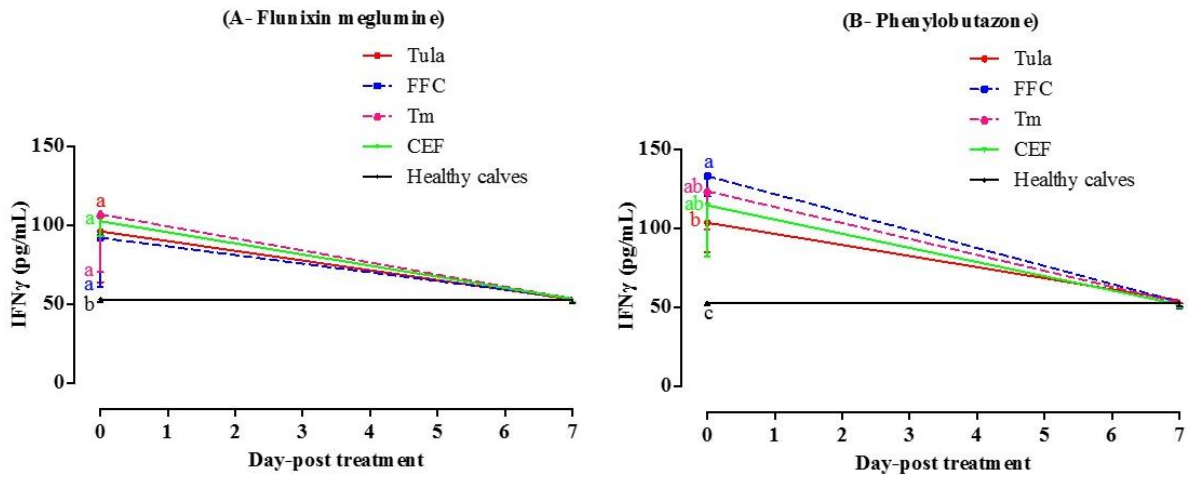 (A- Flunixin meglumine)
Tula
FFC
Tm
CEF
Healthy calves
150
100
50
0
IFNγ (pg/mL)
a
a
a
a
b
0 1 2 3 4 5 6 7
Day-post treatment
(B- Phenylobutazone)
Tula
FFC
Tm
CEF
Healthy calves
150
100
50
0
IFNγ (pg/mL)
a
ab
ab
b
c
0 1 2 3 4 5 6 7
Day-post treatment